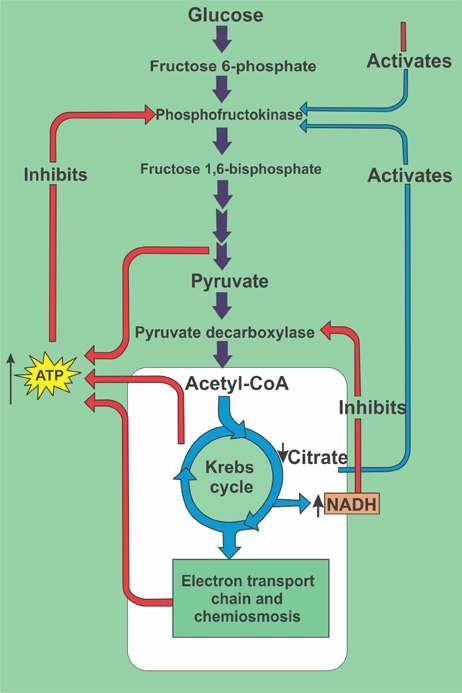 Glucose
Activates
Fructose 6-phosphate
Phosphofructokinase
Inhibits
Fructose 1,6-bisphosphate
Activates
Pyruvate
Pyruvate decarboxylase
ATP
Acetyl-CoA
Inhibits
Citrate
Krebs
cycle
NADH
Electron transport
chain and
chemiosmosis